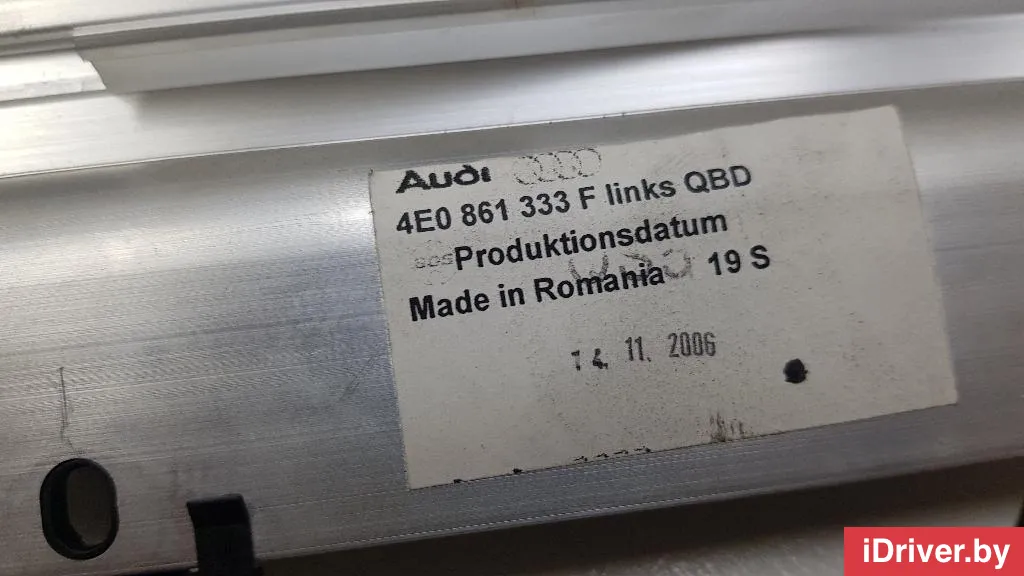 Audi
4E0 861 333 F links QBD
Produktionsdatum
Made in Romania 19 S
14. 11. 2006
iDriver.by